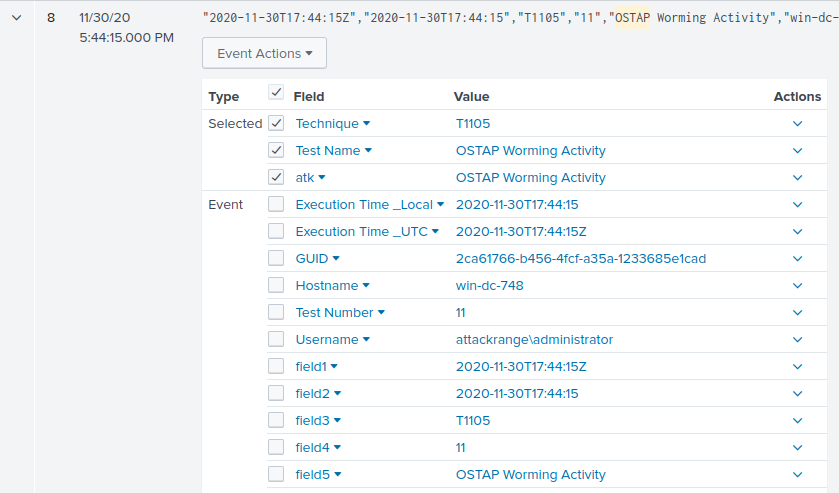 8 11/30/20 "2020-11-30T17:44:15Z","2020-11-30T17:44:15","T1105","11","OSTAP Worming Activity","win-dc-
5:44:15.000 PM
Event Actions
Type Field Value Actions
Selected Technique T1105
Test Name OSTAP Worming Activity
atk OSTAP Worming Activity
Event Execution Time _Local 2020-11-30T17:44:15
Execution Time _UTC 2020-11-30T17:44:15Z
GUID 2ca61766-b456-4fcf-a35a-1233685e1cad
Hostname win-dc-748
Test Number 11
Username attackrange\administrator
field1 2020-11-30T17:44:15Z
field2 2020-11-30T17:44:15
field3 T1105
field4 11
field5 OSTAP Worming Activity